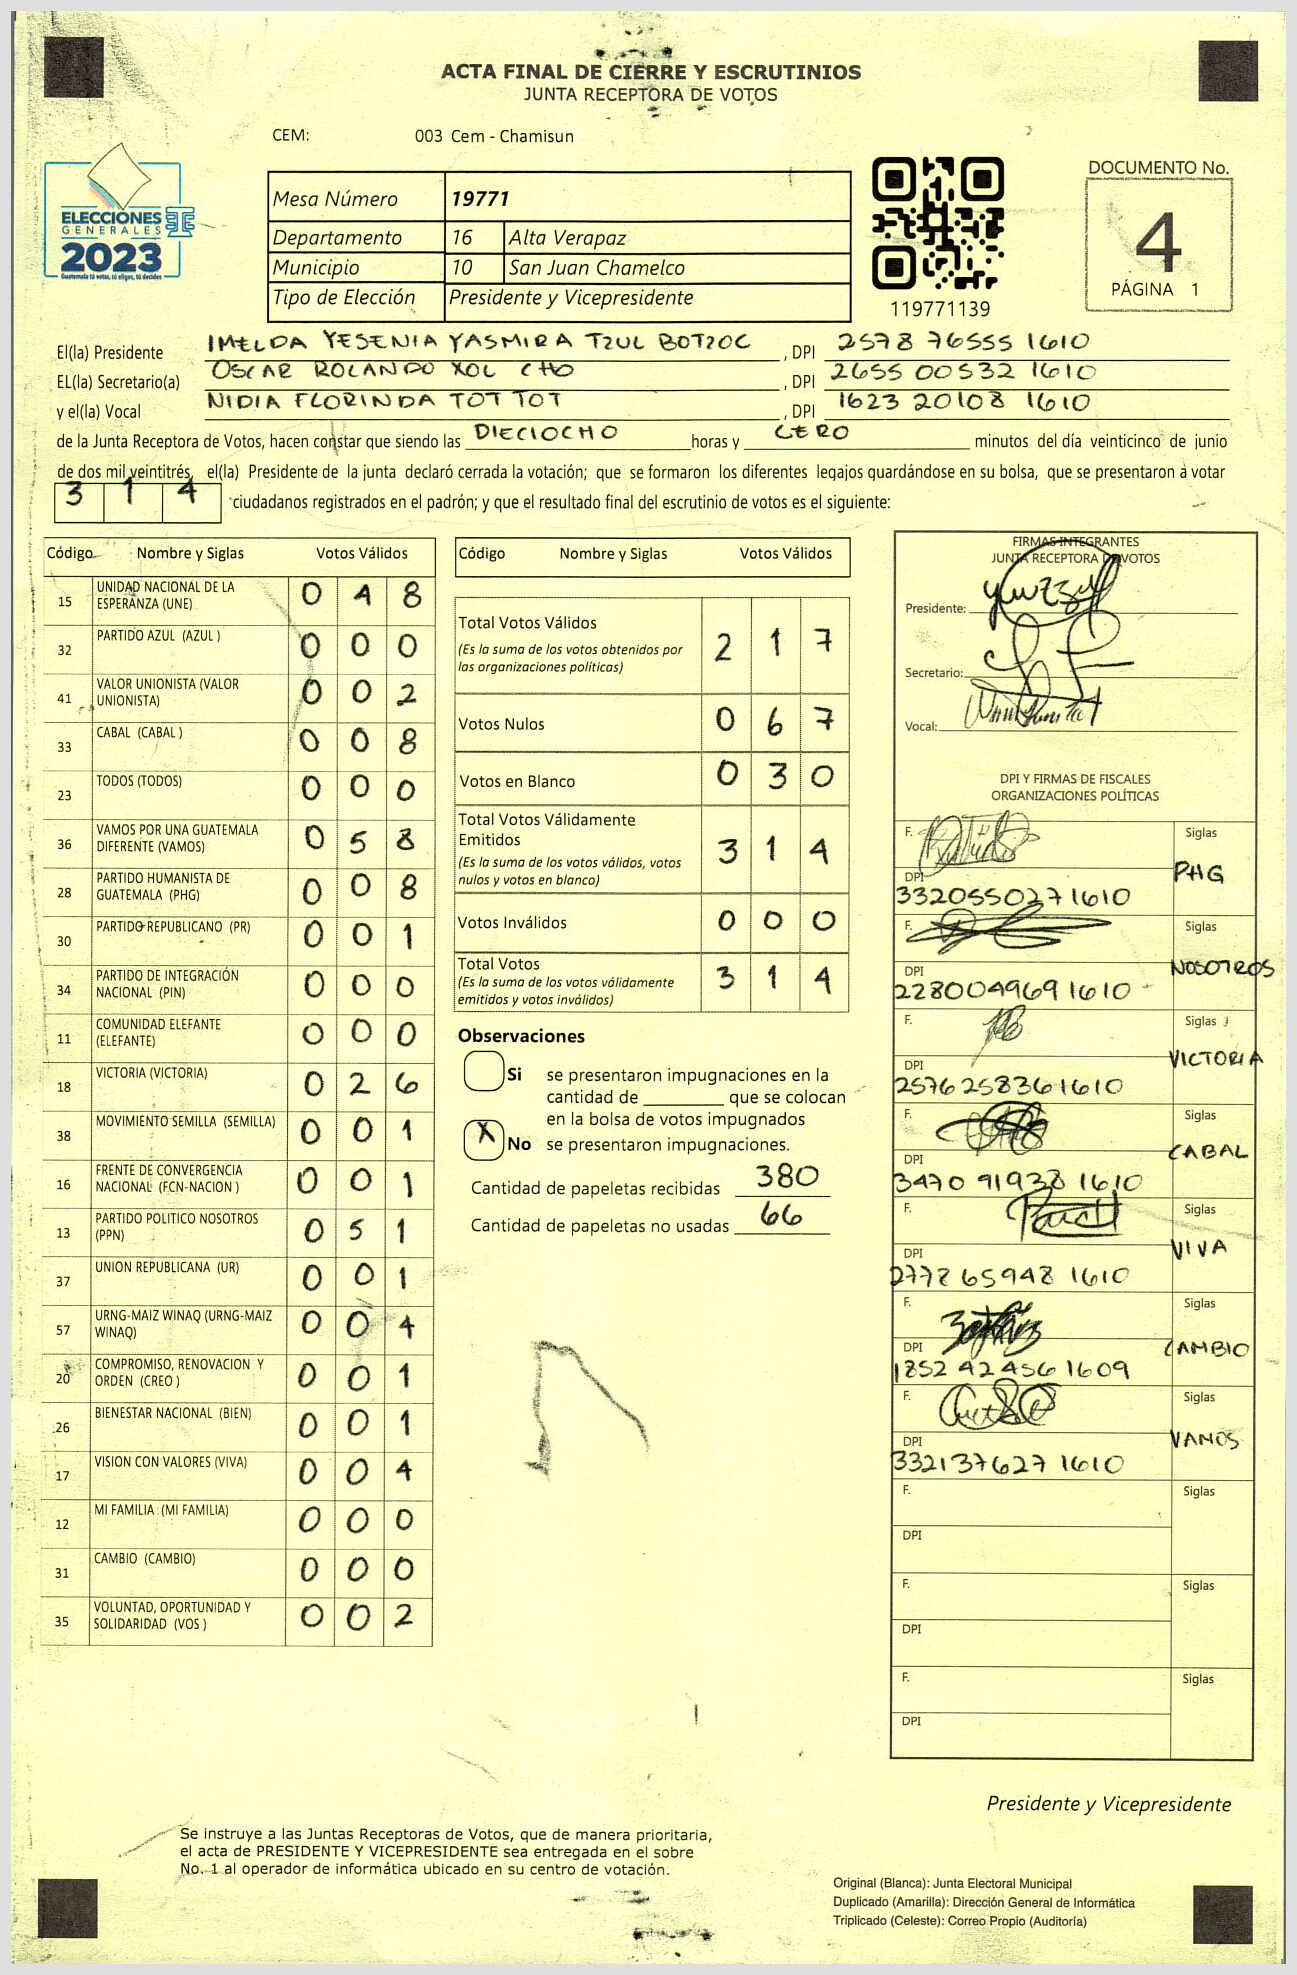 ACTA FINAL DE CIERRE Y ESCRUTINIOS
JUNTA RECEPTORA DE VOTOS
CEM: 003 Cem - Chamisun
ELECCIONES
GENERALES
2023
Guatemala tú votas, tú eliges, tú decides
Mesa Número 19771
Departamento 16 Alta Verapaz
Municipio 10 San Juan Chamelco
Tipo de Elección Presidente y Vicepresidente
119771139
DOCUMENTO No.
4
PÁGINA 1
El(la) Presidente IMELDA YESENIA YASMIRA TZUL BOTZOC , DPI 2578 76555 1610
EL(la) Secretario(a) OSCAR ROLANDO XOL CHO , DPI 2655 00532 1610
y el(la) Vocal NIDIA FLORINDA TOT TOT , DPI 1623 20108 1610
de la Junta Receptora de Votos, hacen constar que siendo las DIECIOCHO horas y CERO minutos del día veinticinco de junio
de dos mil veintitrés, el(la) Presidente de la junta declaró cerrada la votación; que se formaron los diferentes legajos guardándose en su bolsa, que se presentaron a votar
3 1 4 ciudadanos registrados en el padrón; y que el resultado final del escrutinio de votos es el siguiente:
Código Nombre y Siglas Votos Válidos
15 UNIDAD NACIONAL DE LA ESPERANZA (UNE) 0 4 8
32 PARTIDO AZUL (AZUL ) 0 0 0
41 VALOR UNIONISTA (VALOR UNIONISTA) 0 0 2
33 CABAL (CABAL ) 0 0 8
23 TODOS (TODOS) 0 0 0
36 VAMOS POR UNA GUATEMALA DIFERENTE (VAMOS) 0 5 8
28 PARTIDO HUMANISTA DE GUATEMALA (PHG) 0 0 8
30 PARTIDO REPUBLICANO (PR) 0 0 1
34 PARTIDO DE INTEGRACIÓN NACIONAL (PIN) 0 0 0
11 COMUNIDAD ELEFANTE (ELEFANTE) 0 0 0
18 VICTORIA (VICTORIA) 0 2 6
38 MOVIMIENTO SEMILLA (SEMILLA) 0 0 1
16 FRENTE DE CONVERGENCIA NACIONAL (FCN-NACION ) 0 0 1
13 PARTIDO POLITICO NOSOTROS (PPN) 0 5 1
37 UNION REPUBLICANA (UR) 0 0 1
57 URNG-MAIZ WINAQ (URNG-MAIZ WINAQ) 0 0 4
20 COMPROMISO, RENOVACION Y ORDEN (CREO ) 0 0 1
26 BIENESTAR NACIONAL (BIEN) 0 0 1
17 VISION CON VALORES (VIVA) 0 0 4
12 MI FAMILIA (MI FAMILIA) 0 0 0
31 CAMBIO (CAMBIO) 0 0 0
35 VOLUNTAD, OPORTUNIDAD Y SOLIDARIDAD (VOS ) 0 0 2
Código Nombre y Siglas Votos Válidos
Total Votos Válidos 2 1 7
(Es la suma de los votos obtenidos por
las organizaciones políticas)
Votos Nulos 0 6 7
Votos en Blanco 0 3 0
Total Votos Válidamente
Emitidos 3 1 4
(Es la suma de los votos válidos, votos
nulos y votos en blanco)
Votos Inválidos 0 0 0
Total Votos 3 1 4
(Es la suma de los votos válidamente
emitidos y votos inválidos)
Observaciones
Si se presentaron impugnaciones en la
cantidad de ________ que se colocan
en la bolsa de votos impugnados
X No se presentaron impugnaciones.
Cantidad de papeletas recibidas 380
Cantidad de papeletas no usadas 66
FIRMAS INTEGRANTES
JUNTA RECEPTORA DE VOTOS
Presidente:
Secretario:
Vocal:
DPI Y FIRMAS DE FISCALES
ORGANIZACIONES POLÍTICAS
F. Siglas
PHG
DPI
3320550271610
F. Siglas
NOSOTROS
DPI
2280049691610
F. Siglas
VICTORIA
DPI
2576258361610
F. Siglas
CABAL
DPI
3470 91938 1610
F. Siglas
VIVA
DPI
2772 65948 1610
F. Siglas
CAMBIO
DPI
1852 42 456 1609
F. Siglas
VAMOS
DPI
332137627 1610
F. Siglas
DPI
F. Siglas
DPI
F. Siglas
DPI
Presidente y Vicepresidente
Se instruye a las Juntas Receptoras de Votos, que de manera prioritaria,
el acta de PRESIDENTE Y VICEPRESIDENTE sea entregada en el sobre
No. 1 al operador de informática ubicado en su centro de votación.
Original (Blanca): Junta Electoral Municipal
Duplicado (Amarilla): Dirección General de Informática
Triplicado (Celeste): Correo Propio (Auditoría)